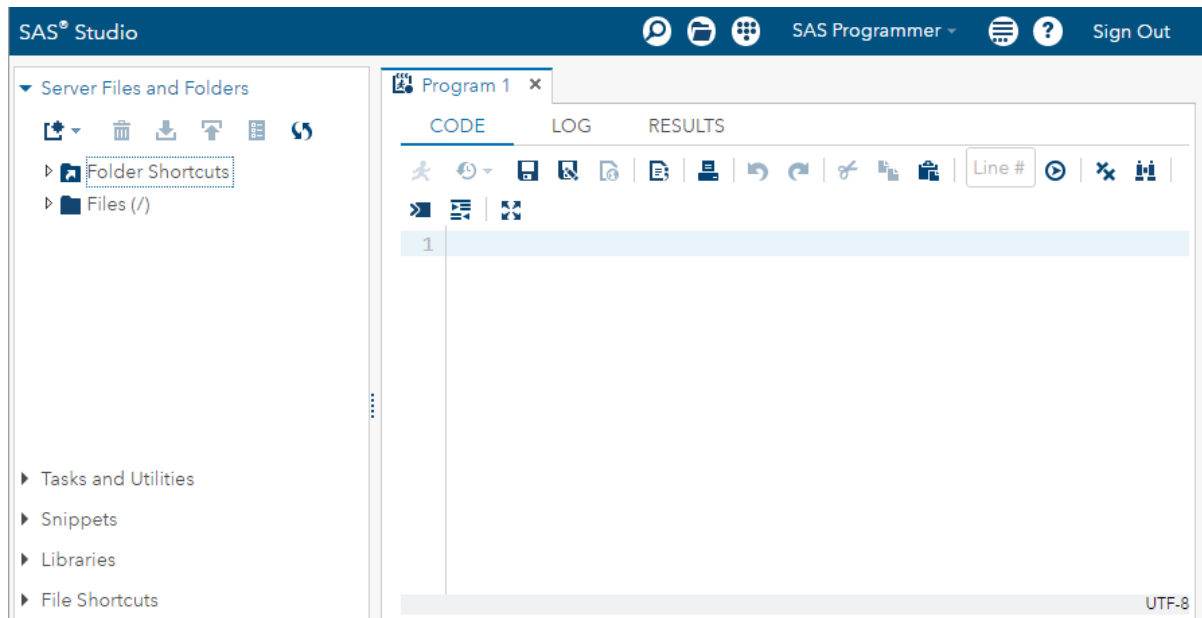 SAS® Studio
SAS Programmer
Sign Out
Server Files and Folders
Folder Shortcuts
Files (/)
Tasks and Utilities
Snippets
Libraries
File Shortcuts
Program 1
CODE LOG RESULTS
Line #
1
UTF-8